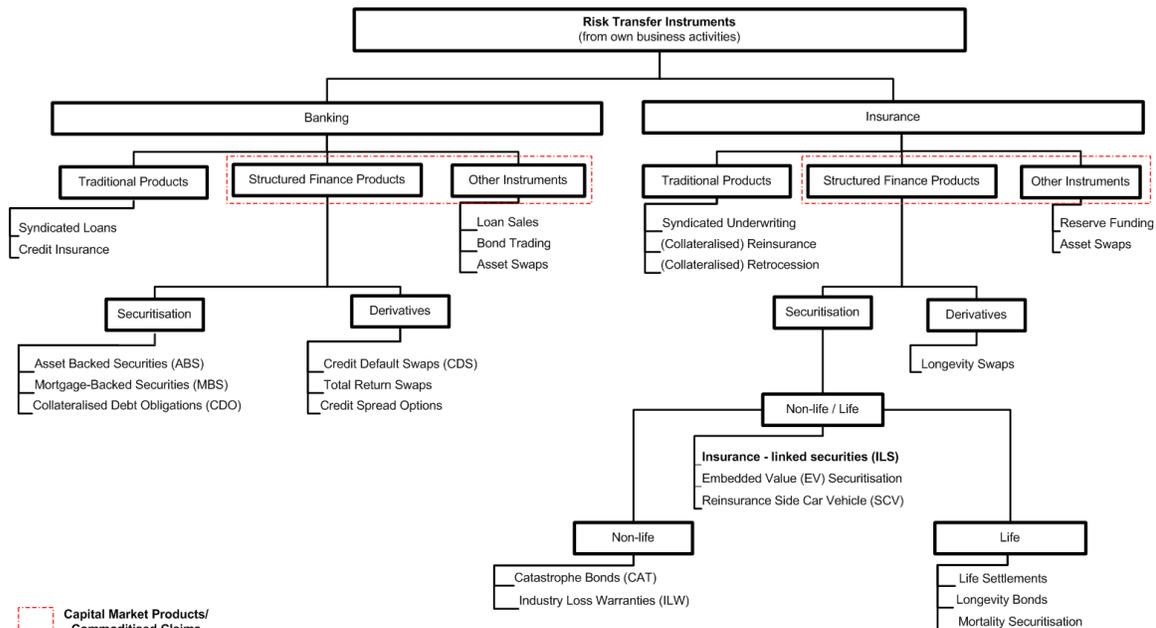 Risk Transfer Instruments
(from own business activities)
Banking
Insurance
Traditional Products
Structured Finance Products
Other Instruments
Traditional Products
Structured Finance Products
Other Instruments
Syndicated Loans
Credit Insurance
Loan Sales
Bond Trading
Asset Swaps
Syndicated Underwriting
(Collateralised) Reinsurance
(Collateralised) Retrocession
Reserve Funding
Asset Swaps
Securitisation
Derivatives
Securitisation
Derivatives
Asset Backed Securities (ABS)
Mortgage-Backed Securities (MBS)
Collateralised Debt Obligations (CDO)
Credit Default Swaps (CDS)
Total Return Swaps
Credit Spread Options
Longevity Swaps
Non-life / Life
Insurance - linked securities (ILS)
Embedded Value (EV) Securitisation
Reinsurance Side Car Vehicle (SCV)
Non-life
Life
Catastrophe Bonds (CAT)
Industry Loss Warranties (ILW)
Life Settlements
Longevity Bonds
Mortality Securitisation
Capital Market Products/
Commoditised Claims